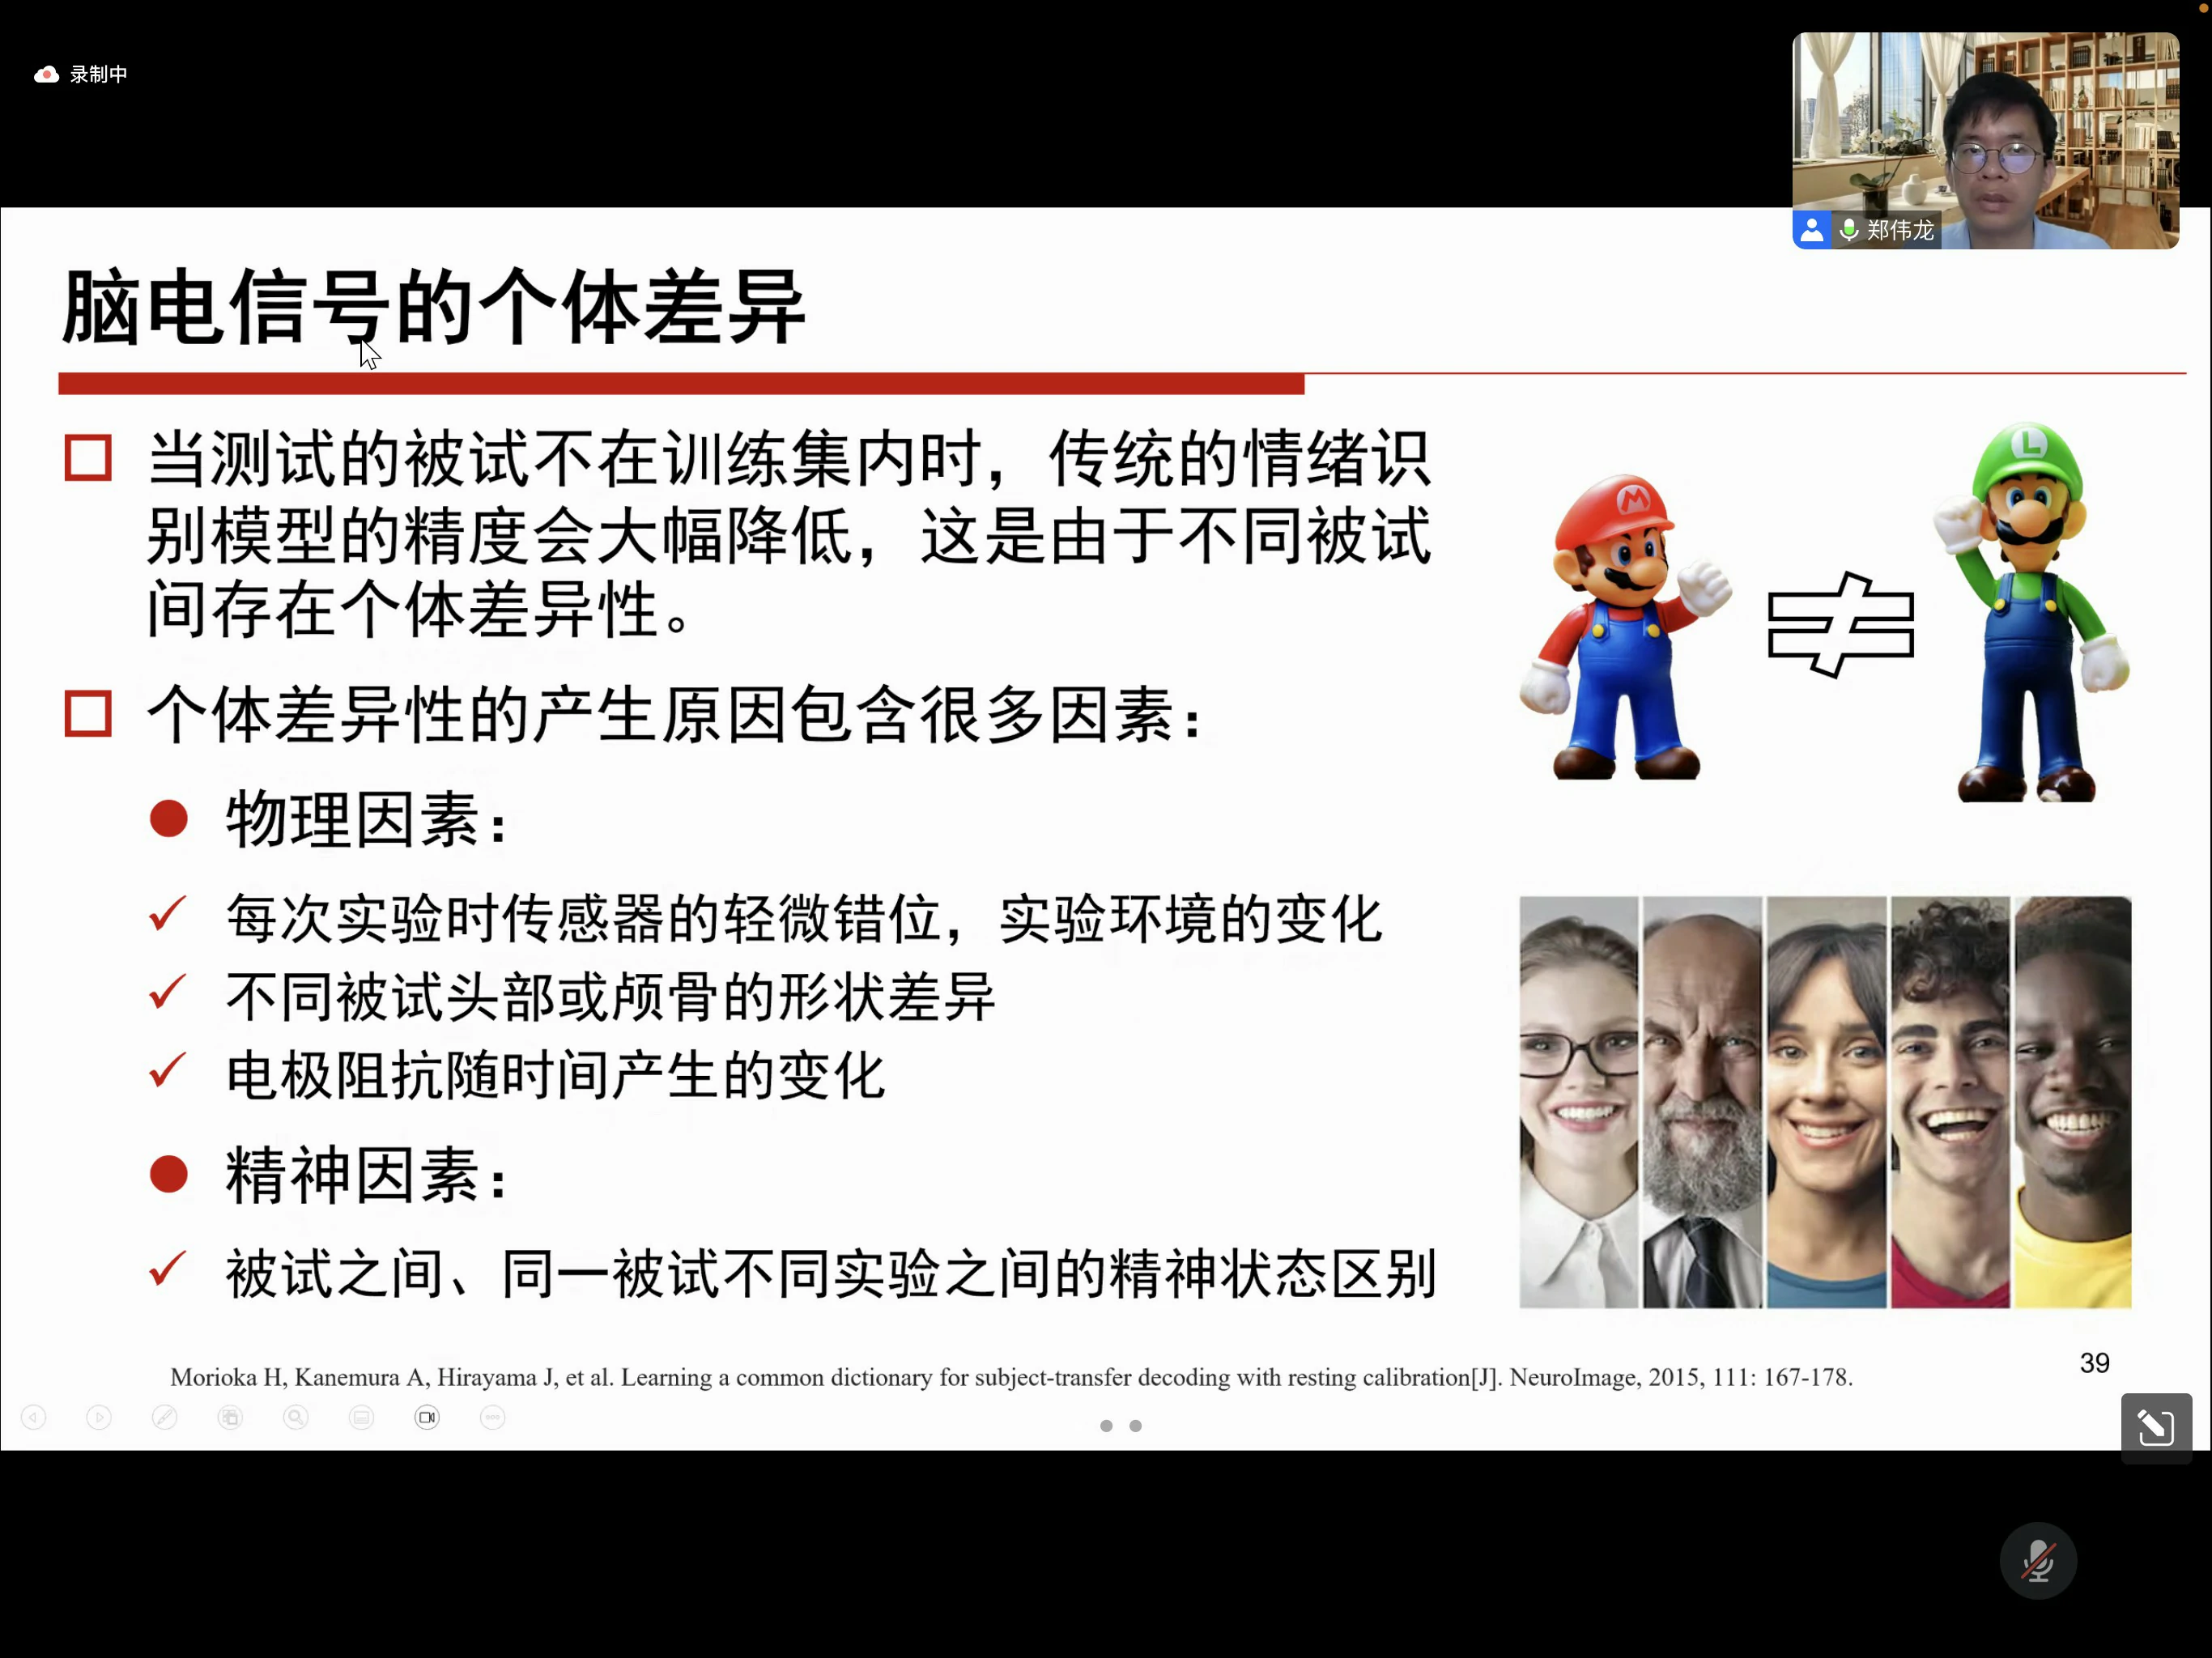 录制中
郑伟龙
脑电信号的个体差异
当测试的被试不在训练集内时，传统的情绪识
别模型的精度会大幅降低，这是由于不同被试
间存在个体差异性。
个体差异性的产生原因包含很多因素：
物理因素：
每次实验时传感器的轻微错位，实验环境的变化
不同被试头部或颅骨的形状差异
电极阻抗随时间产生的变化
精神因素：
被试之间、同一被试不同实验之间的精神状态区别
M
L
≠
Morioka H, Kanemura A, Hirayama J, et al. Learning a common dictionary for subject-transfer decoding with resting calibration[J]. NeuroImage, 2015, 111: 167-178.
39